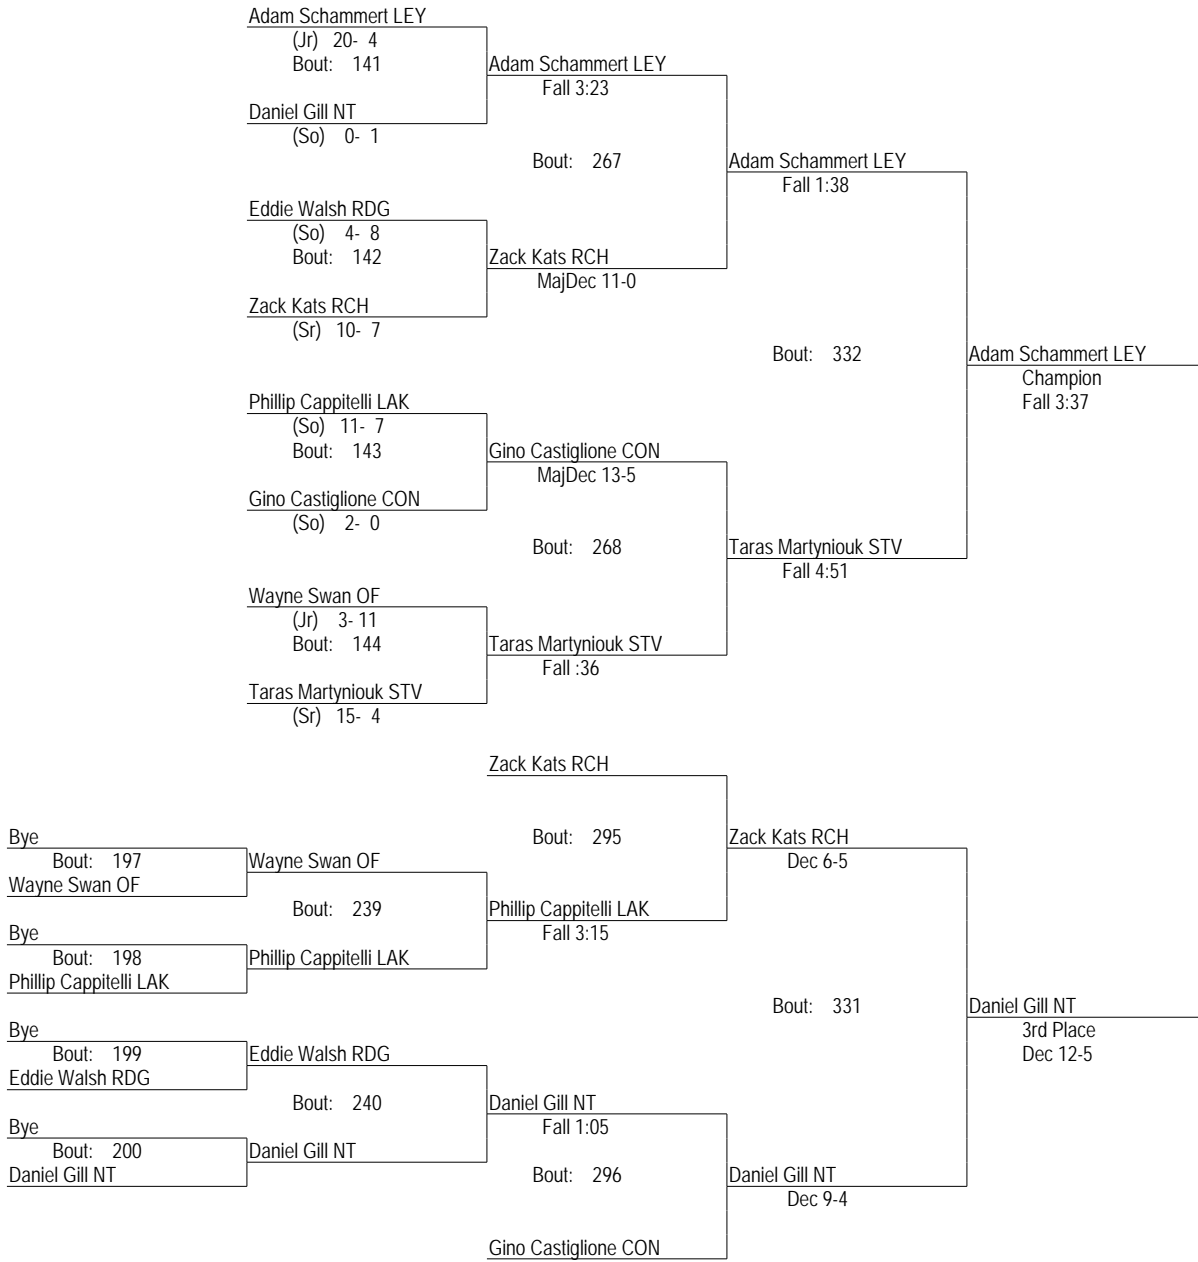 Adam Schammert LEY
(Jr) 20- 4
Bout: 141
Adam Schammert LEY
Fall 3:23
Daniel Gill NT
(So) 0- 1
Bout: 267
Adam Schammert LEY
Fall 1:38
Eddie Walsh RDG
(So) 4- 8
Bout: 142
Zack Kats RCH
MajDec 11-0
Zack Kats RCH
(Sr) 10- 7
Bout: 332
Adam Schammert LEY
Champion
Fall 3:37
Phillip Cappitelli LAK
(So) 11- 7
Bout: 143
Gino Castiglione CON
MajDec 13-5
Gino Castiglione CON
(So) 2- 0
Bout: 268
Taras Martyniouk STV
Fall 4:51
Wayne Swan OF
(Jr) 3- 11
Bout: 144
Taras Martyniouk STV
Fall :36
Taras Martyniouk STV
(Sr) 15- 4
Zack Kats RCH
Bout: 295
Zack Kats RCH
Dec 6-5
Bye
Bout: 197
Wayne Swan OF
Wayne Swan OF
Bout: 239
Phillip Cappitelli LAK
Fall 3:15
Bye
Bout: 198
Phillip Cappitelli LAK
Phillip Cappitelli LAK
Bout: 331
Daniel Gill NT
3rd Place
Dec 12-5
Bye
Bout: 199
Eddie Walsh RDG
Eddie Walsh RDG
Bout: 240
Daniel Gill NT
Fall 1:05
Bye
Bout: 200
Daniel Gill NT
Daniel Gill NT
Bout: 296
Daniel Gill NT
Dec 9-4
Gino Castiglione CON